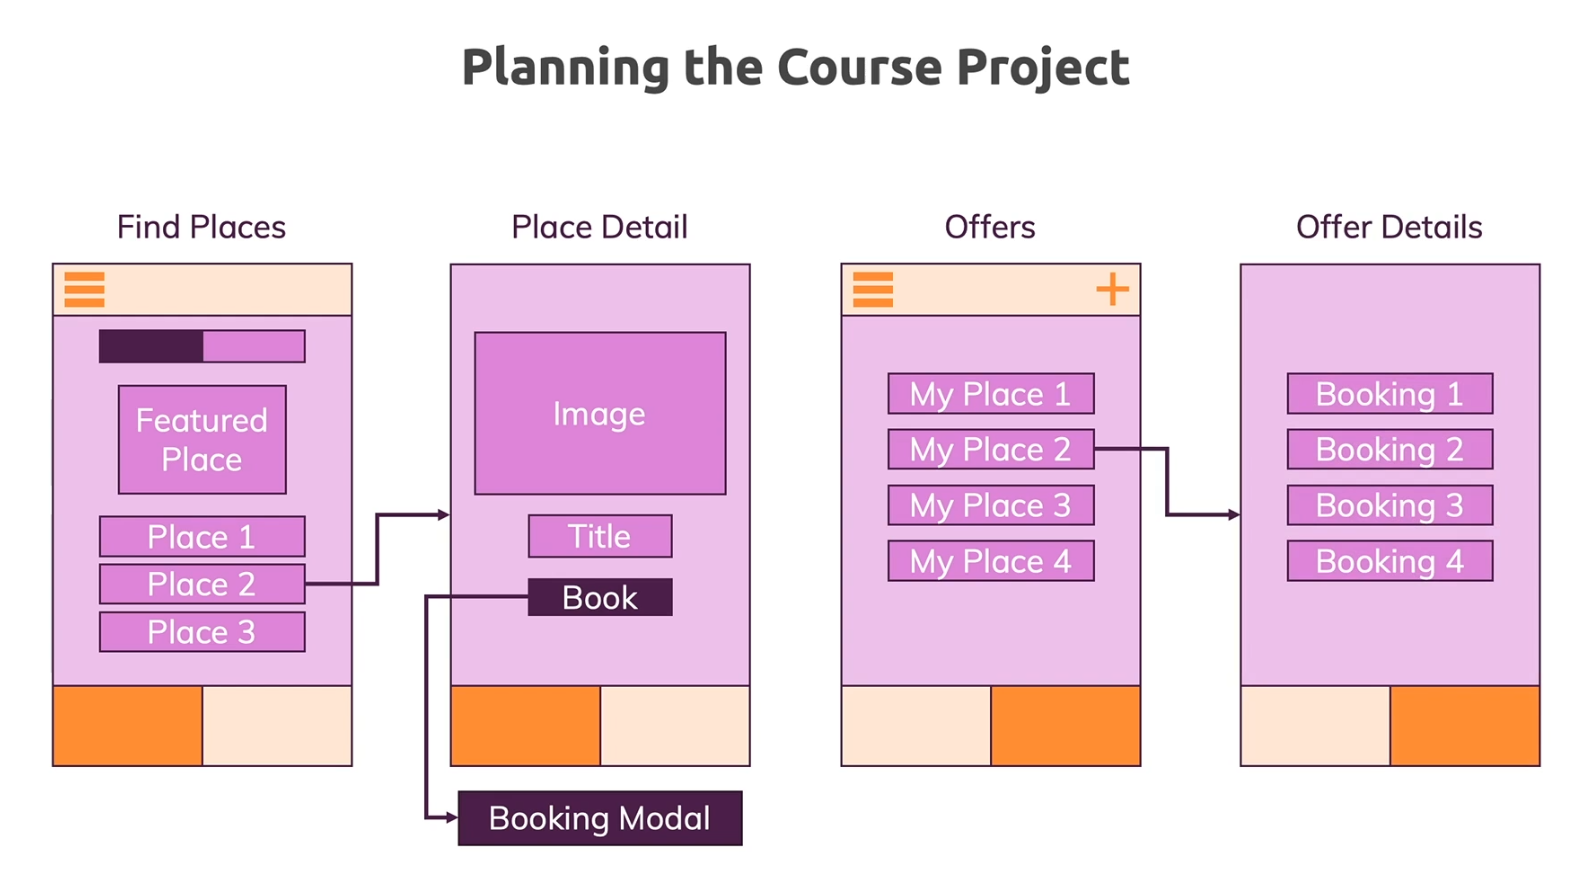 Planning the Course Project
Find Places
Featured
Place
Place 1
Place 2
Place 3
Place Detail
Image
Title
Book
Booking Modal
Offers
My Place 1
My Place 2
My Place 3
My Place 4
Offer Details
Booking 1
Booking 2
Booking 3
Booking 4